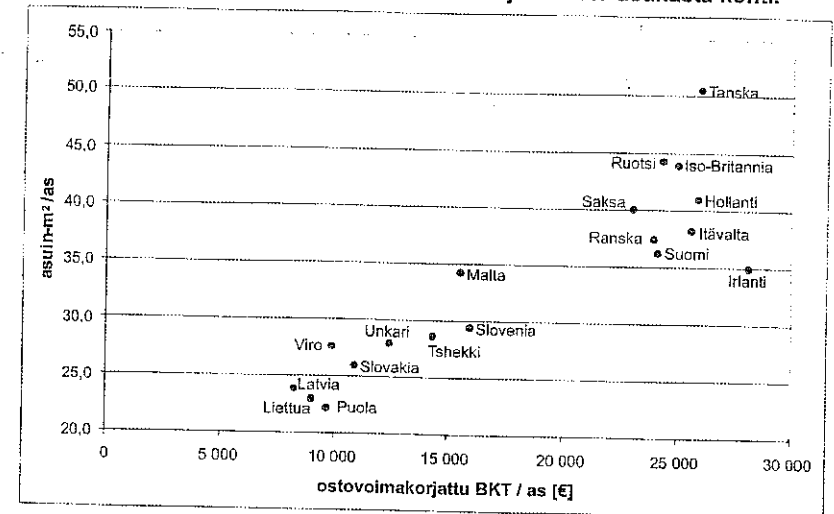 55,0
50,0
45,0
40,0
35,0
30,0
25,0
20,0
asuin-m²/as
Tanska
Ruotsi
Iso-Britannia
Saksa
Hollanti
Ranska
Itävalta
Suomi
Irlanti
Malta
Unkari
Slovenia
Viro
Tshekki
Slovakia
Latvia
Liettua
Puola
0
5 000
10 000
15 000
20 000
25 000
30 000
ostovoimakorjattu BKT / as [€]